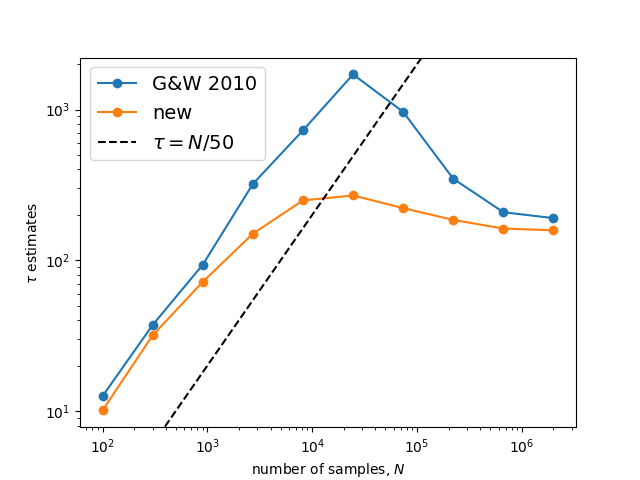 G&W 2010
new
τ = N/50
10³
10²
10¹
τ estimates
10² 10³ 10⁴ 10⁵ 10⁶
number of samples, N